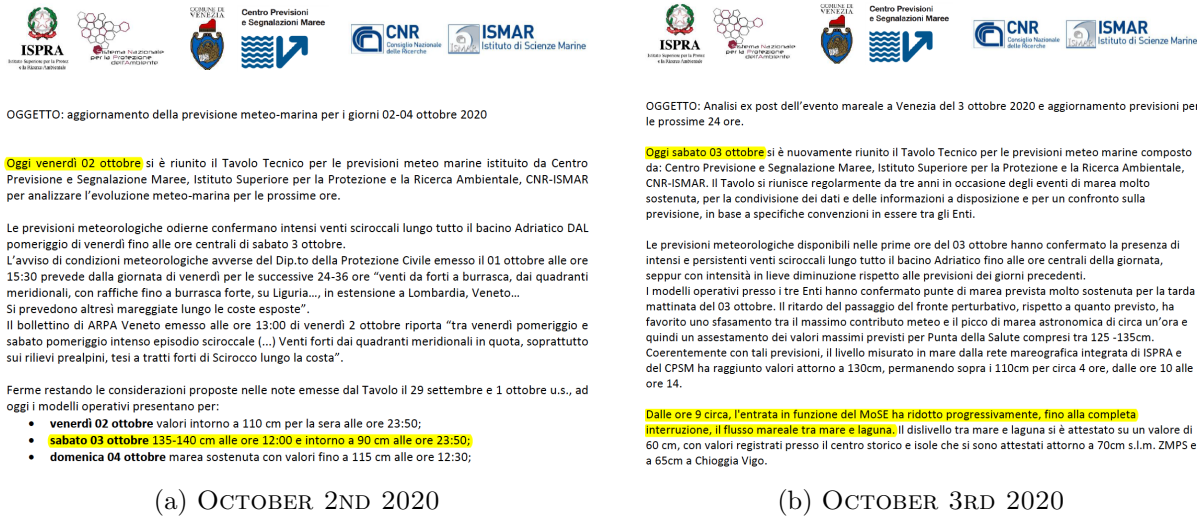 ISPRA
Istituto Superiore per la Protez
e la Ricerca Ambientale
Sistema Nazionale
per la Protezione
dell'Ambiente
COMUNE DI
VENEZIA
Centro Previsioni
e Segnalazioni Maree
CNR
Consiglio Nazionale
delle Ricerche
ISMAR
ISMAR
Istituto di Scienze Marine
OGGETTO: aggiornamento della previsione meteo-marina per i giorni 02-04 ottobre 2020
Oggi venerdì 02 ottobre si è riunito il Tavolo Tecnico per le previsioni meteo marine istituito da Centro
Previsione e Segnalazione Maree, Istituto Superiore per la Protezione e la Ricerca Ambientale, CNR-ISMAR
per analizzare l'evoluzione meteo-marina per le prossime ore.
Le previsioni meteorologiche odierne confermano intensi venti sciroccali lungo tutto il bacino Adriatico DAL
pomeriggio di venerdì fino alle ore centrali di sabato 3 ottobre.
L'avviso di condizioni meteorologiche avverse del Dip.to della Protezione Civile emesso il 01 ottobre alle ore
15:30 prevede dalla giornata di venerdì per le successive 24-36 ore "venti da forti a burrasca, dai quadranti
meridionali, con raffiche fino a burrasca forte, su Liguria…, in estensione a Lombardia, Veneto…
Si prevedono altresì mareggiate lungo le coste esposte".
Il bollettino di ARPA Veneto emesso alle ore 13:00 di venerdì 2 ottobre riporta "tra venerdì pomeriggio e
sabato pomeriggio intenso episodio sciroccale (...) Venti forti dai quadranti meridionali in quota, soprattutto
sui rilievi prealpini, tesi a tratti forti di Scirocco lungo la costa".
Ferme restando le considerazioni proposte nelle note emesse dal Tavolo il 29 settembre e 1 ottobre u.s., ad
oggi i modelli operativi presentano per:
• venerdì 02 ottobre valori intorno a 110 cm per la sera alle ore 23:50;
• sabato 03 ottobre 135-140 cm alle ore 12:00 e intorno a 90 cm alle ore 23:50;
• domenica 04 ottobre marea sostenuta con valori fino a 115 cm alle ore 12:30;
(a) October 2nd 2020
ISPRA
Istituto Superiore per la Protez
e la Ricerca Ambientale
Sistema Nazionale
per la Protezione
dell'Ambiente
COMUNE DI
VENEZIA
Centro Previsioni
e Segnalazioni Maree
CNR
Consiglio Nazionale
delle Ricerche
ISMAR
ISMAR
Istituto di Scienze Marine
OGGETTO: Analisi ex post dell'evento mareale a Venezia del 3 ottobre 2020 e aggiornamento previsioni per
le prossime 24 ore.
Oggi sabato 03 ottobre si è nuovamente riunito il Tavolo Tecnico per le previsioni meteo marine composto
da: Centro Previsione e Segnalazione Maree, Istituto Superiore per la Protezione e la Ricerca Ambientale,
CNR-ISMAR. Il Tavolo si riunisce regolarmente da tre anni in occasione degli eventi di marea molto
sostenuta, per la condivisione dei dati e delle informazioni a disposizione e per un confronto sulla
previsione, in base a specifiche convenzioni in essere tra gli Enti.
Le previsioni meteorologiche disponibili nelle prime ore del 03 ottobre hanno confermato la presenza di
intensi e persistenti venti sciroccali lungo tutto il bacino Adriatico fino alle ore centrali della giornata,
seppur con intensità in lieve diminuzione rispetto alle previsioni dei giorni precedenti.
I modelli operativi presso i tre Enti hanno confermato punte di marea prevista molto sostenuta per la tarda
mattinata del 03 ottobre. Il ritardo del passaggio del fronte perturbativo, rispetto a quanto previsto, ha
favorito uno sfasamento tra il massimo contributo meteo e il picco di marea astronomica di circa un'ora e
quindi un assestamento dei valori massimi previsti per Punta della Salute compresi tra 125 -135cm.
Coerentemente con tali previsioni, il livello misurato in mare dalla rete mareografica integrata di ISPRA e
del CPSM ha raggiunto valori attorno a 130cm, permanendo sopra i 110cm per circa 4 ore, dalle ore 10 alle
ore 14.
Dalle ore 9 circa, l'entrata in funzione del MoSE ha ridotto progressivamente, fino alla completa
interruzione, il flusso mareale tra mare e laguna. Il dislivello tra mare e laguna si è attestato su un valore di
60 cm, con valori registrati presso il centro storico e isole che si sono attestati attorno a 70cm s.l.m. ZMPS e
a 65cm a Chioggia Vigo.
(b) October 3rd 2020